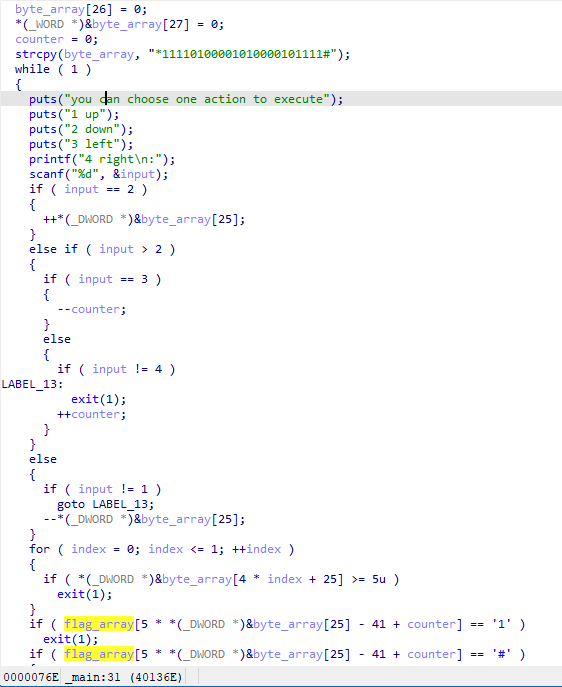 byte_array[26] = 0;
*(_WORD *)&byte_array[27] = 0;
counter = 0;
strcpy(byte_array, "*11110100001010000101111#");
while ( 1 )
{
puts("you can choose one action to execute");
puts("1 up");
puts("2 down");
puts("3 left");
printf("4 right\n:");
scanf("%d", &input);
if ( input == 2 )
{
++*(_DWORD *)&byte_array[25];
}
else if ( input > 2 )
{
if ( input == 3 )
{
--counter;
}
else
{
if ( input != 4 )
LABEL_13:
exit(1);
++counter;
}
}
else
{
if ( input != 1 )
goto LABEL_13;
--*(_DWORD *)&byte_array[25];
}
for ( index = 0; index <= 1; ++index )
{
if ( *(_DWORD *)&byte_array[4 * index + 25] >= 5u )
exit(1);
}
if ( flag_array[5 * *(_DWORD *)&byte_array[25] - 41 + counter] == '1' )
exit(1);
if ( flag_array[5 * *(_DWORD *)&byte_array[25] - 41 + counter] == '#' )
0000076E _main:31 (40136E)